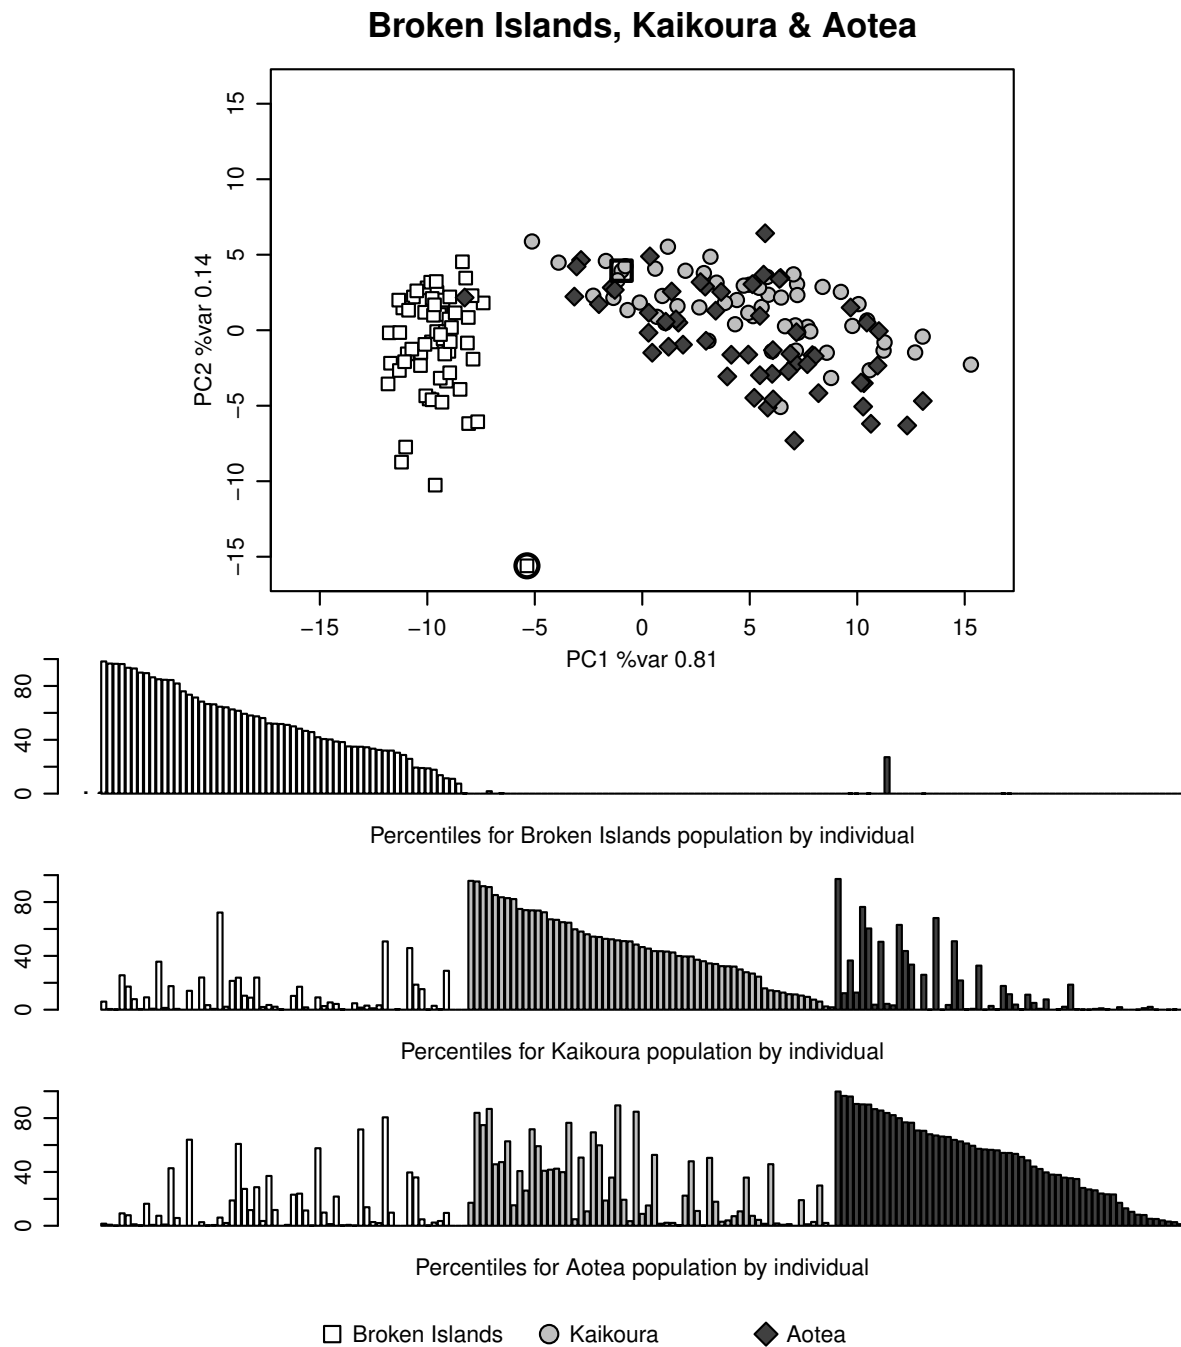 Broken Islands, Kaikoura & Aotea
15
10
5
0
−5
−10
−15
PC2 %var 0.14
−15 −10 −5 0 5 10 15
PC1 %var 0.81
80
40
0
Percentiles for Broken Islands population by individual
80
40
0
Percentiles for Kaikoura population by individual
80
40
0
Percentiles for Aotea population by individual
Broken Islands Kaikoura Aotea